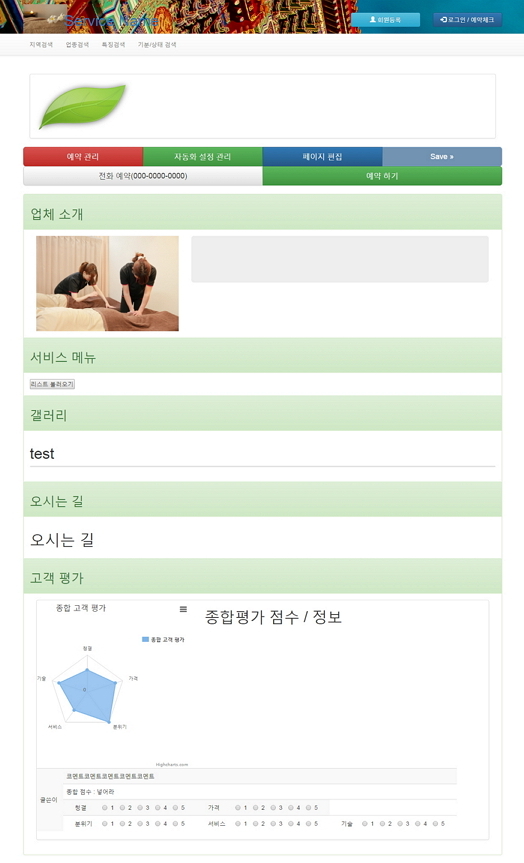 Service
회원등록
로그인 / 예약체크
지역검색 업종검색 특징검색 기분/상태 검색
예약 관리 자동화 설정 관리 페이지 편집 Save »
전화 예약(000-0000-0000) 예약 하기
업체 소개
서비스 메뉴
리스트 불러오기
갤러리
test
오시는 길
오시는 길
고객 평가
종합 고객 평가
종합평가 점수 / 정보
종합 고객 평가
청결
기술 가격
0
서비스 분위기
Highcharts.com
글쓴이
코멘트코멘트코멘트코멘트코멘트
종합 점수 : 넣어라
청결 1 2 3 4 5 가격 1 2 3 4 5
분위기 1 2 3 4 5 서비스 1 2 3 4 5 기술 1 2 3 4 5